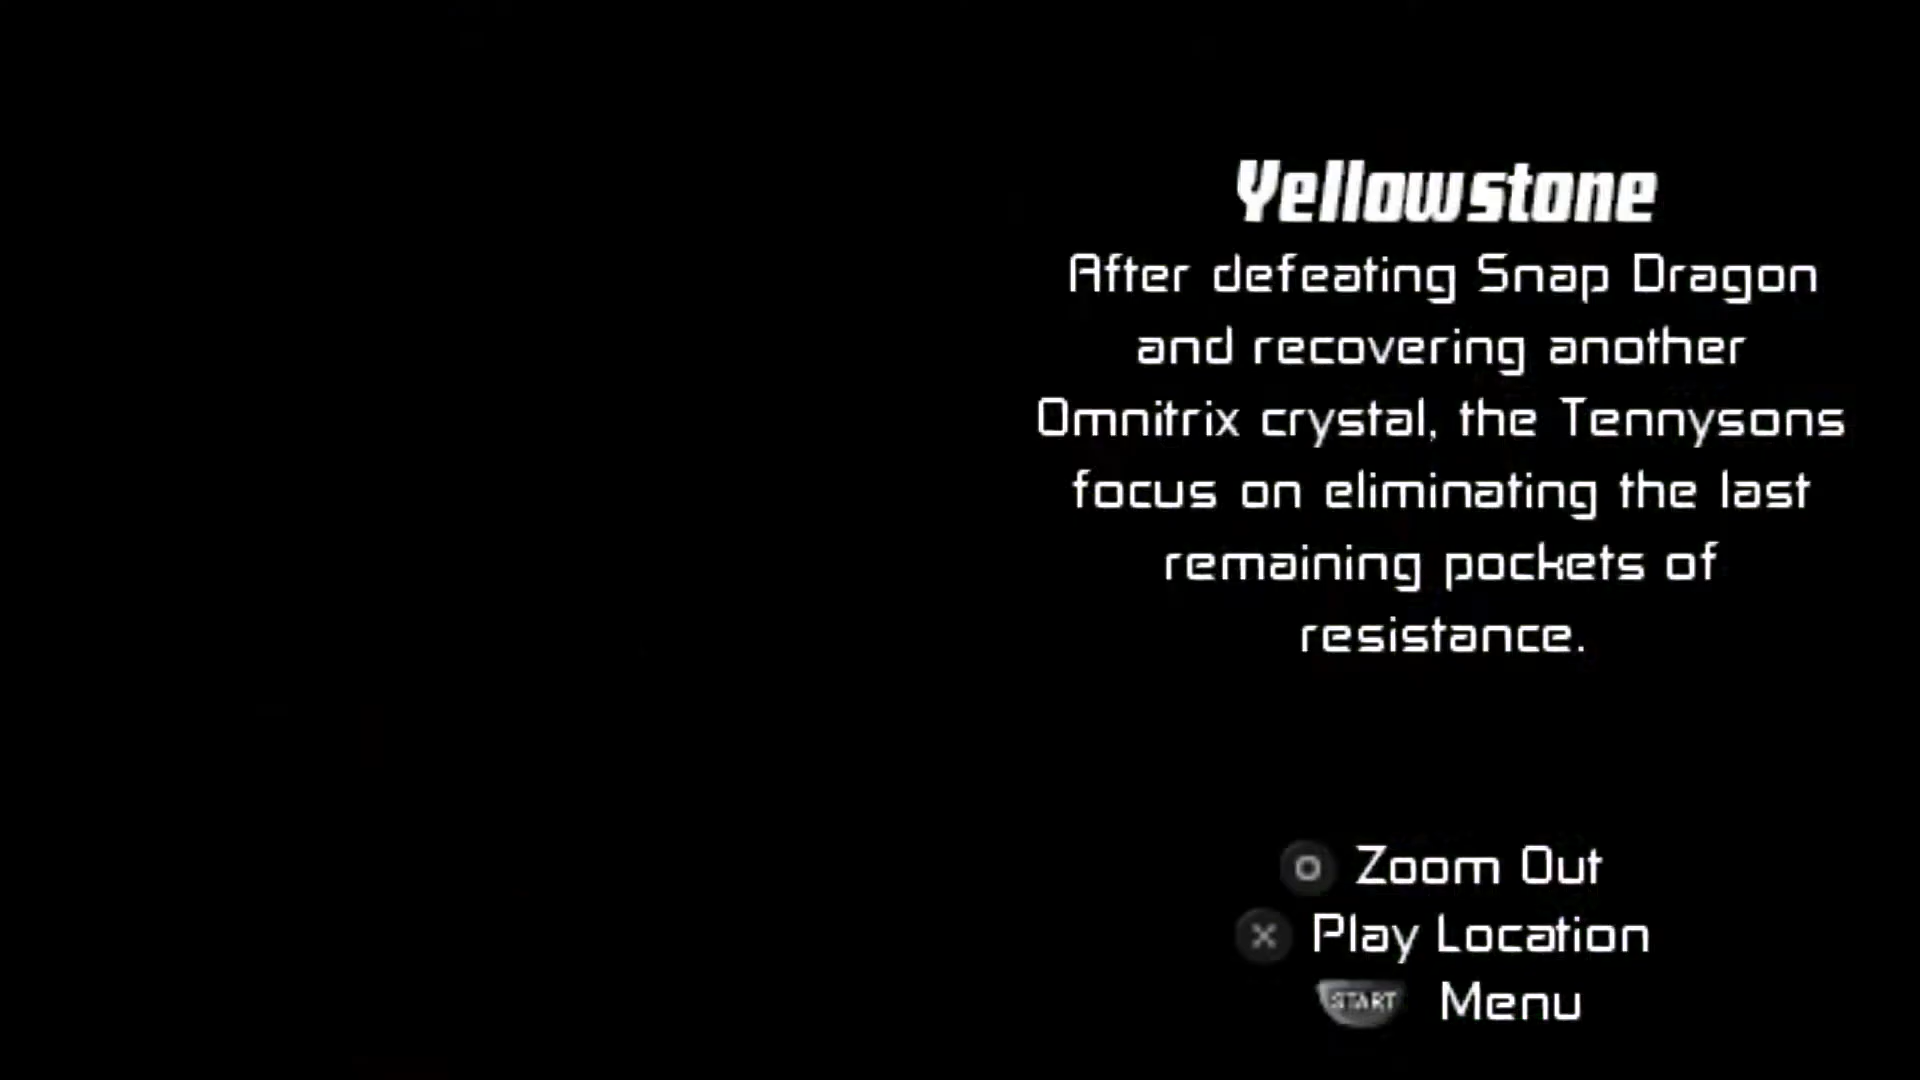 Yellowstone
After defeating Snap Dragon
and recovering another
Omnitrix crystal, the Tennysons
focus on eliminating the last
remaining pockets of
resistance.
Zoom Out
Play Location
START Menu